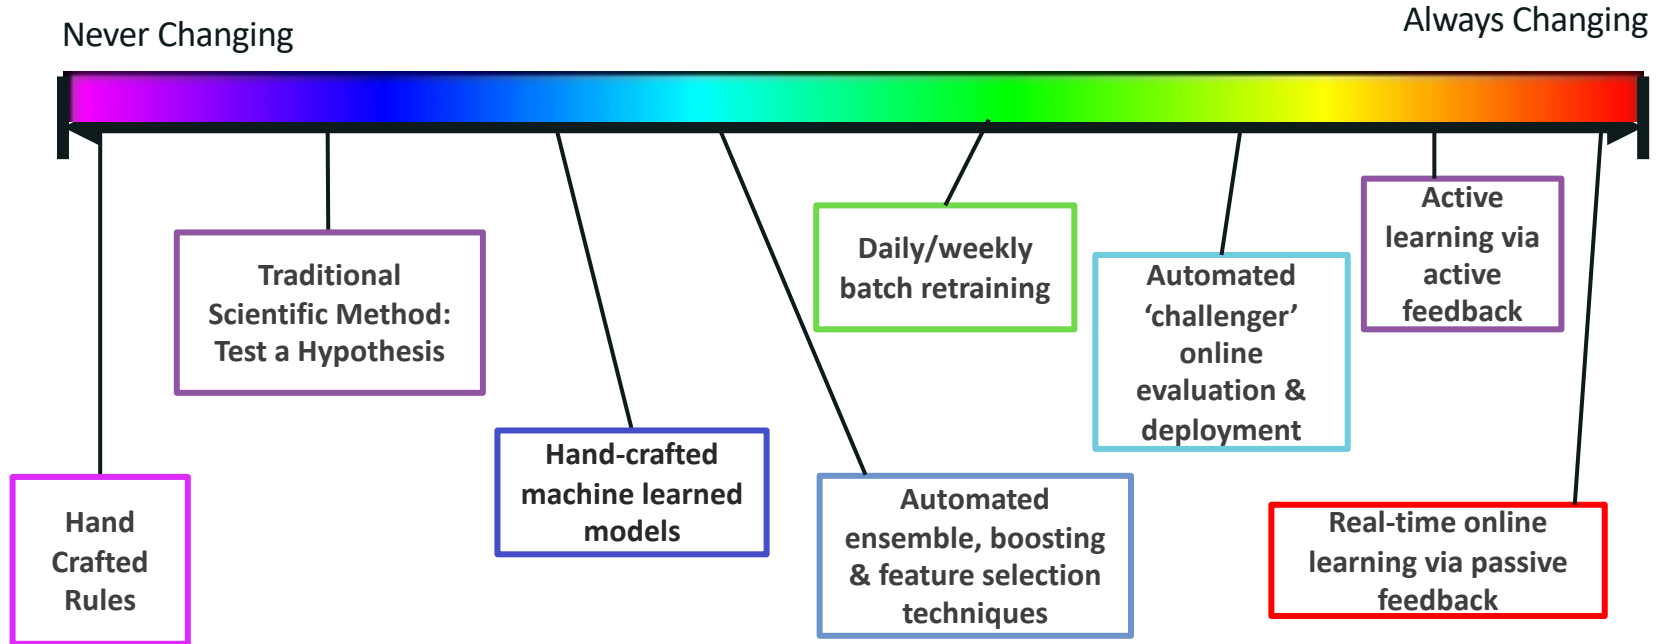 Never Changing
Always Changing
Hand
Crafted
Rules
Traditional
Scientific Method:
Test a Hypothesis
Hand-crafted
machine learned
models
Automated
ensemble, boosting
& feature selection
techniques
Daily/weekly
batch retraining
Automated
‘challenger’
online
evaluation &
deployment
Active
learning via
active
feedback
Real-time online
learning via passive
feedback